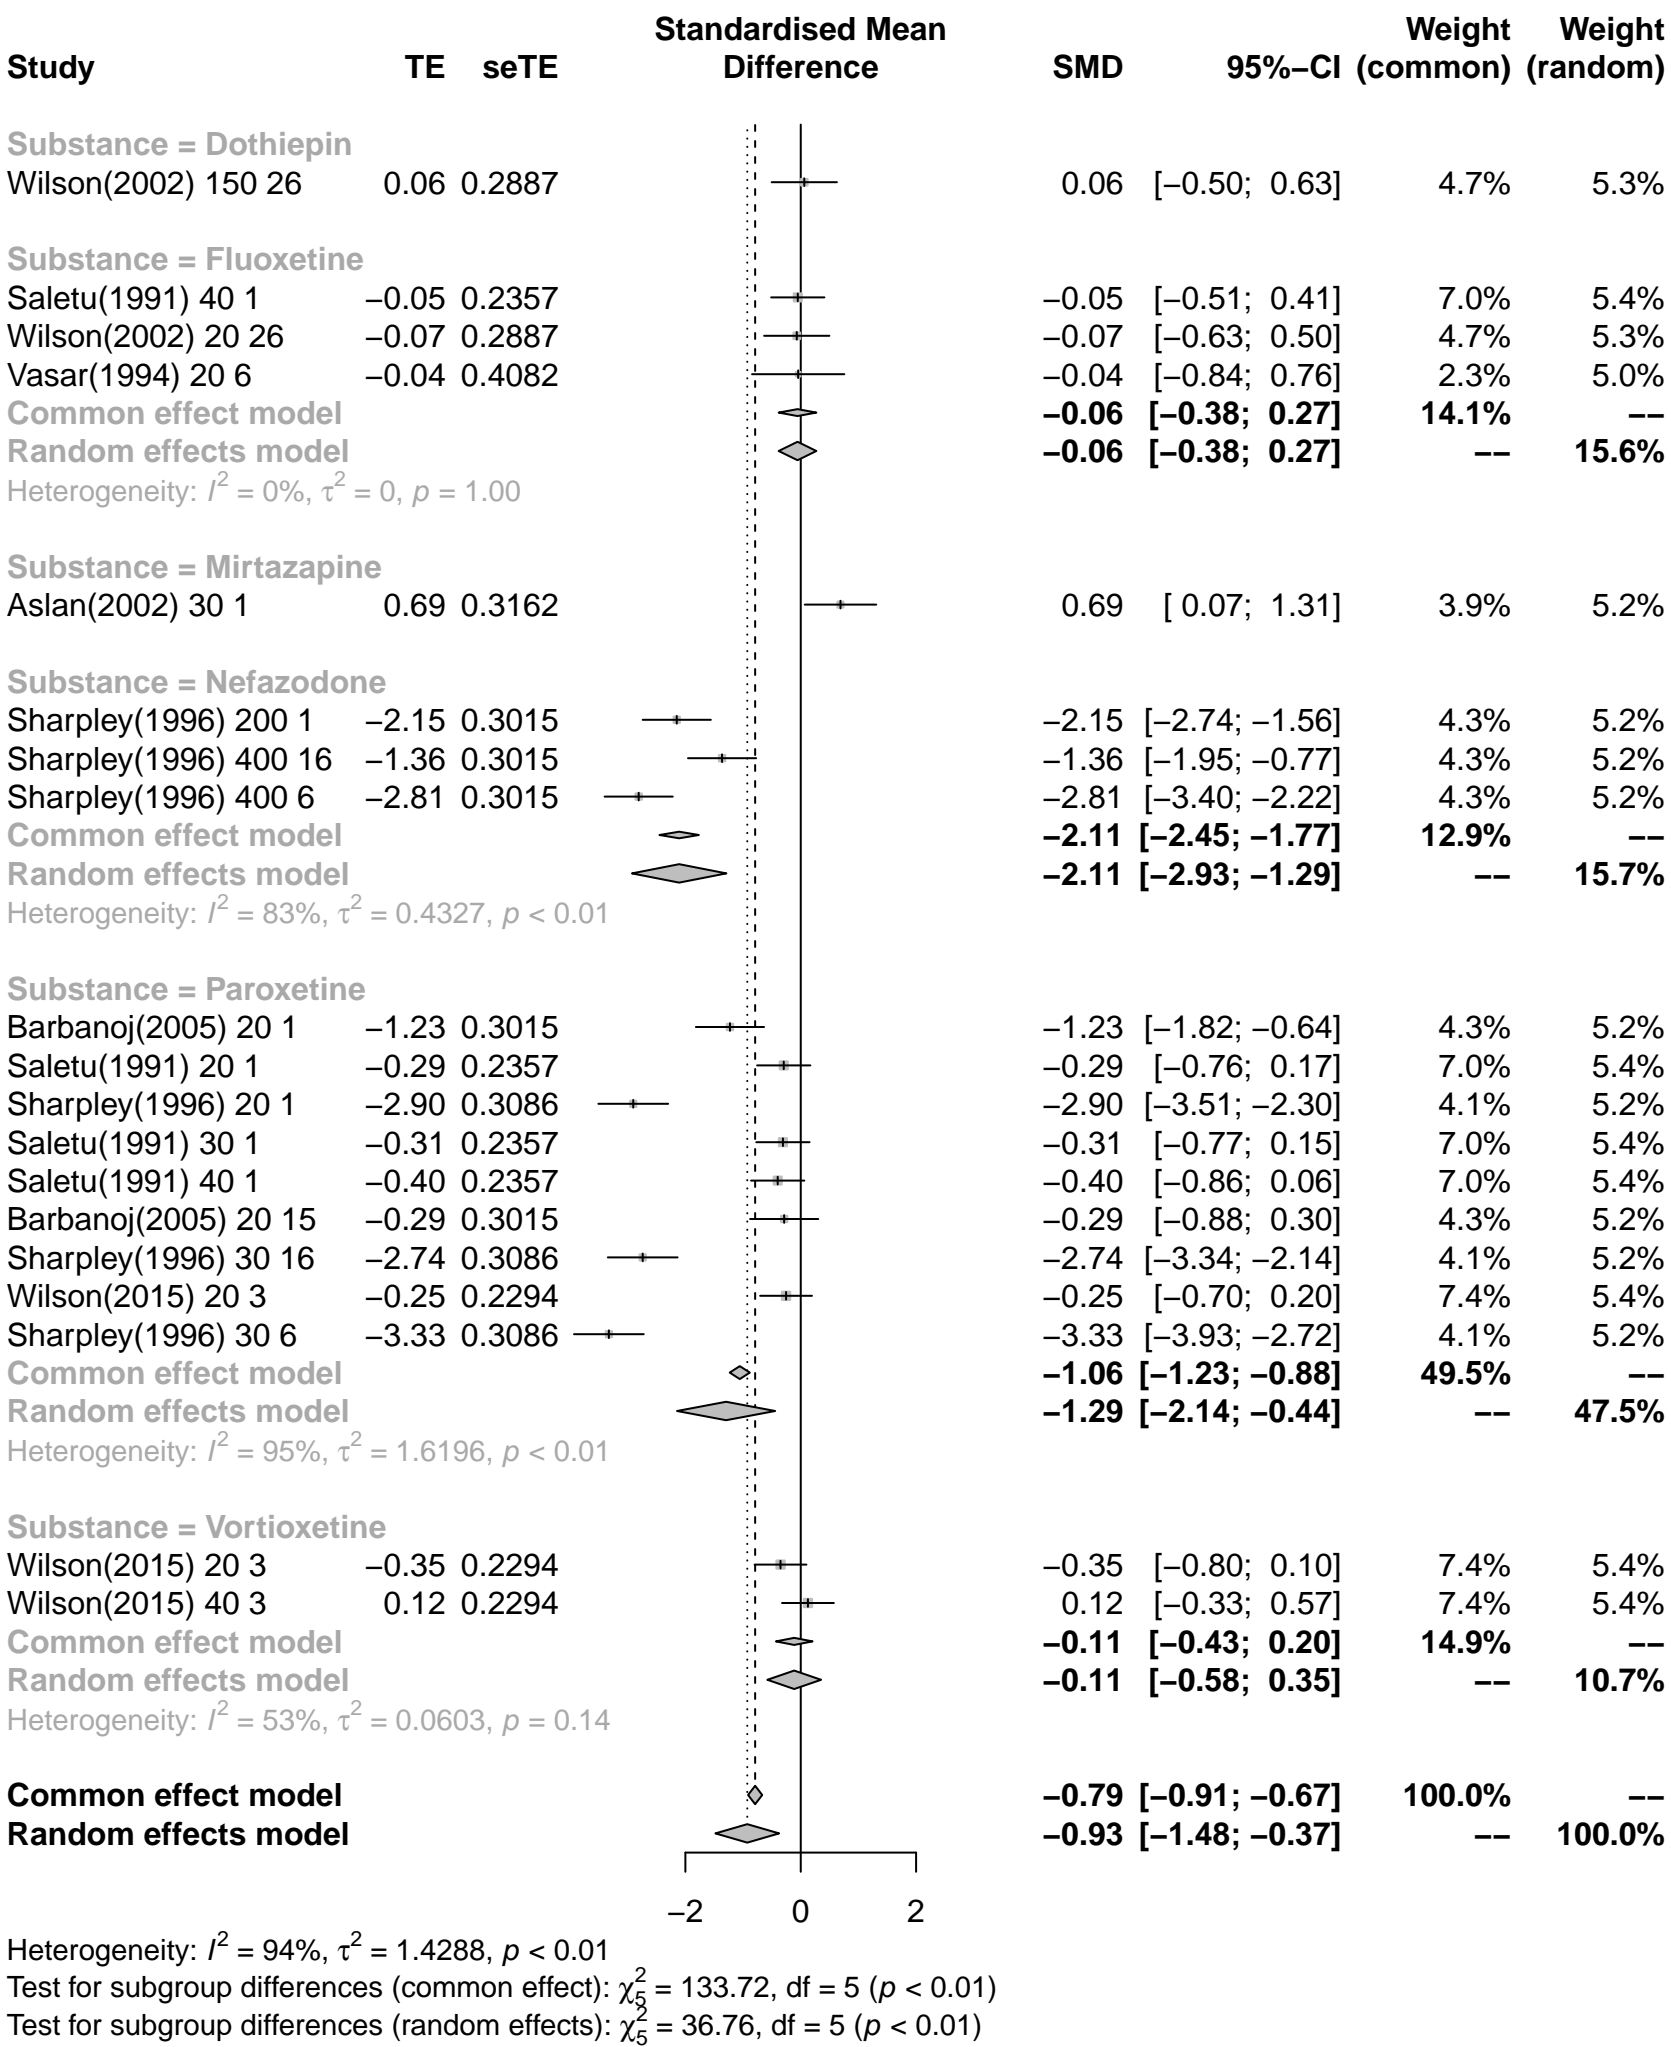 Standardised Mean Weight Weight
Study TE seTE Difference SMD 95%−CI (common) (random)
Substance = Dothiepin
Wilson(2002) 150 26 0.06 0.2887 0.06 [−0.50; 0.63] 4.7% 5.3%
Substance = Fluoxetine
Saletu(1991) 40 1 −0.05 0.2357 −0.05 [−0.51; 0.41] 7.0% 5.4%
Wilson(2002) 20 26 −0.07 0.2887 −0.07 [−0.63; 0.50] 4.7% 5.3%
Vasar(1994) 20 6 −0.04 0.4082 −0.04 [−0.84; 0.76] 2.3% 5.0%
Common effect model −0.06 [−0.38; 0.27] 14.1% −−
Random effects model −0.06 [−0.38; 0.27] −− 15.6%
Heterogeneity: I² = 0%, τ² = 0, p = 1.00
Substance = Mirtazapine
Aslan(2002) 30 1 0.69 0.3162 0.69 [ 0.07; 1.31] 3.9% 5.2%
Substance = Nefazodone
Sharpley(1996) 200 1 −2.15 0.3015 −2.15 [−2.74; −1.56] 4.3% 5.2%
Sharpley(1996) 400 16 −1.36 0.3015 −1.36 [−1.95; −0.77] 4.3% 5.2%
Sharpley(1996) 400 6 −2.81 0.3015 −2.81 [−3.40; −2.22] 4.3% 5.2%
Common effect model −2.11 [−2.45; −1.77] 12.9% −−
Random effects model −2.11 [−2.93; −1.29] −− 15.7%
Heterogeneity: I² = 83%, τ² = 0.4327, p < 0.01
Substance = Paroxetine
Barbanoj(2005) 20 1 −1.23 0.3015 −1.23 [−1.82; −0.64] 4.3% 5.2%
Saletu(1991) 20 1 −0.29 0.2357 −0.29 [−0.76; 0.17] 7.0% 5.4%
Sharpley(1996) 20 1 −2.90 0.3086 −2.90 [−3.51; −2.30] 4.1% 5.2%
Saletu(1991) 30 1 −0.31 0.2357 −0.31 [−0.77; 0.15] 7.0% 5.4%
Saletu(1991) 40 1 −0.40 0.2357 −0.40 [−0.86; 0.06] 7.0% 5.4%
Barbanoj(2005) 20 15 −0.29 0.3015 −0.29 [−0.88; 0.30] 4.3% 5.2%
Sharpley(1996) 30 16 −2.74 0.3086 −2.74 [−3.34; −2.14] 4.1% 5.2%
Wilson(2015) 20 3 −0.25 0.2294 −0.25 [−0.70; 0.20] 7.4% 5.4%
Sharpley(1996) 30 6 −3.33 0.3086 −3.33 [−3.93; −2.72] 4.1% 5.2%
Common effect model −1.06 [−1.23; −0.88] 49.5% −−
Random effects model −1.29 [−2.14; −0.44] −− 47.5%
Heterogeneity: I² = 95%, τ² = 1.6196, p < 0.01
Substance = Vortioxetine
Wilson(2015) 20 3 −0.35 0.2294 −0.35 [−0.80; 0.10] 7.4% 5.4%
Wilson(2015) 40 3 0.12 0.2294 0.12 [−0.33; 0.57] 7.4% 5.4%
Common effect model −0.11 [−0.43; 0.20] 14.9% −−
Random effects model −0.11 [−0.58; 0.35] −− 10.7%
Heterogeneity: I² = 53%, τ² = 0.0603, p = 0.14
Common effect model −0.79 [−0.91; −0.67] 100.0% −−
Random effects model −0.93 [−1.48; −0.37] −− 100.0%
−2 0 2
Heterogeneity: I² = 94%, τ² = 1.4288, p < 0.01
Test for subgroup differences (common effect): χ²₅ = 133.72, df = 5 (p < 0.01)
Test for subgroup differences (random effects): χ²₅ = 36.76, df = 5 (p < 0.01)